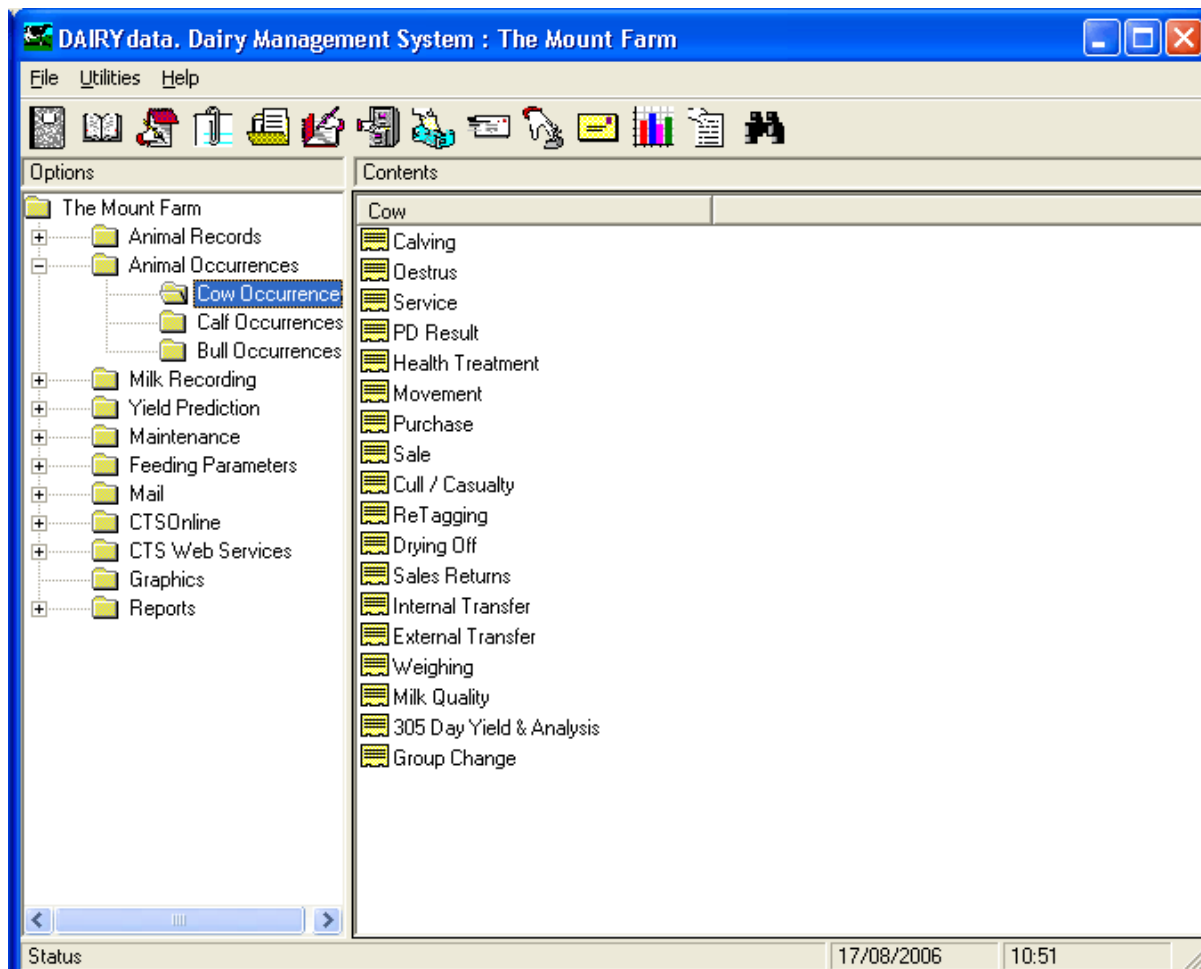 DAIRYdata. Dairy Management System : The Mount Farm
File Utilities Help
Options
Contents
The Mount Farm
Animal Records
Animal Occurrences
Cow Occurrence
Calf Occurrences
Bull Occurrences
Milk Recording
Yield Prediction
Maintenance
Feeding Parameters
Mail
CTSOnline
CTS Web Services
Graphics
Reports
Cow
Calving
Oestrus
Service
PD Result
Health Treatment
Movement
Purchase
Sale
Cull / Casualty
ReTagging
Drying Off
Sales Returns
Internal Transfer
External Transfer
Weighing
Milk Quality
305 Day Yield & Analysis
Group Change
Status 17/08/2006 10:51